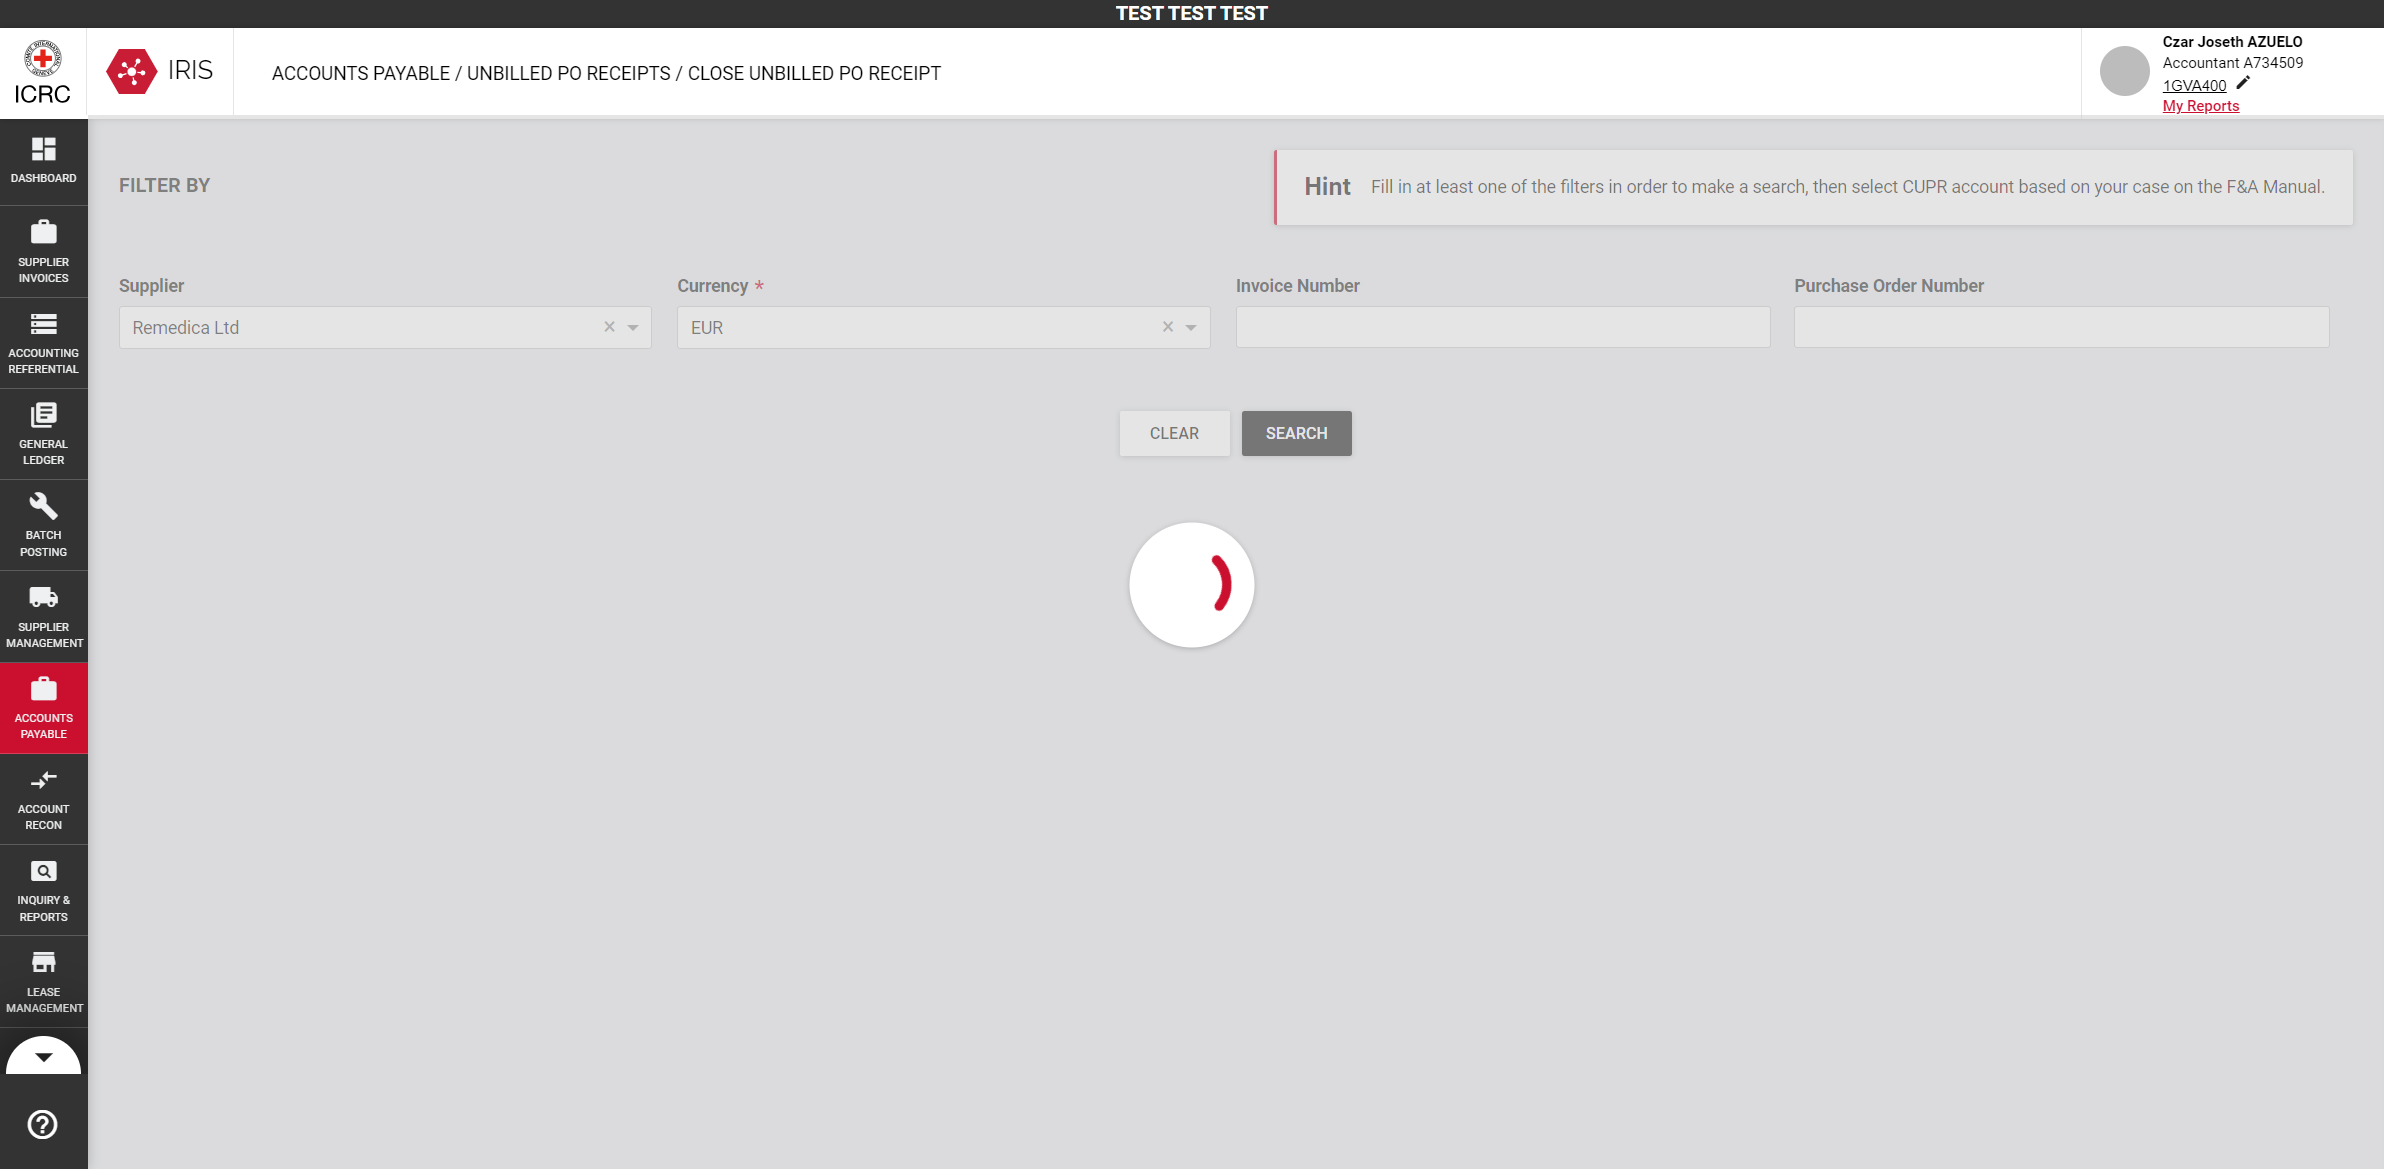 TEST TEST TEST
ICRC
IRIS
ACCOUNTS PAYABLE / UNBILLED PO RECEIPTS / CLOSE UNBILLED PO RECEIPT
Czar Joseth AZUELO
Accountant A734509
1GVA400
My Reports
DASHBOARD
SUPPLIER
INVOICES
ACCOUNTING
REFERENTIAL
GENERAL
LEDGER
BATCH
POSTING
SUPPLIER
MANAGEMENT
ACCOUNTS
PAYABLE
ACCOUNT
RECON
INQUIRY &
REPORTS
LEASE
MANAGEMENT
FILTER BY
Hint Fill in at least one of the filters in order to make a search, then select CUPR account based on your case on the F&A Manual.
Supplier
Remedica Ltd
Currency *
EUR
Invoice Number
Purchase Order Number
CLEAR
SEARCH